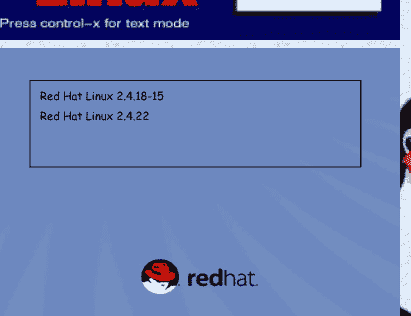 Linux
Press control-x for text mode
Red Hat Linux 2.4.18-15
Red Hat Linux 2.4.22
redhat.